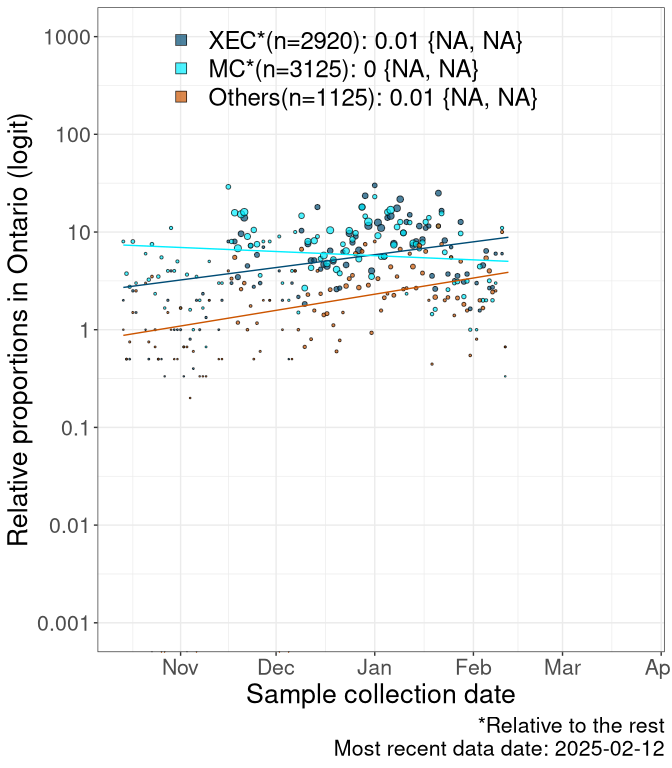 XEC*(n=2920): 0.01 {NA, NA}
MC*(n=3125): 0 {NA, NA}
Others(n=1125): 0.01 {NA, NA}
Relative proportions in Ontario (logit)
1000
100
10
1
0.1
0.01
0.001
Nov Dec Jan Feb Mar Ap
Sample collection date
*Relative to the rest
Most recent data date: 2025-02-12